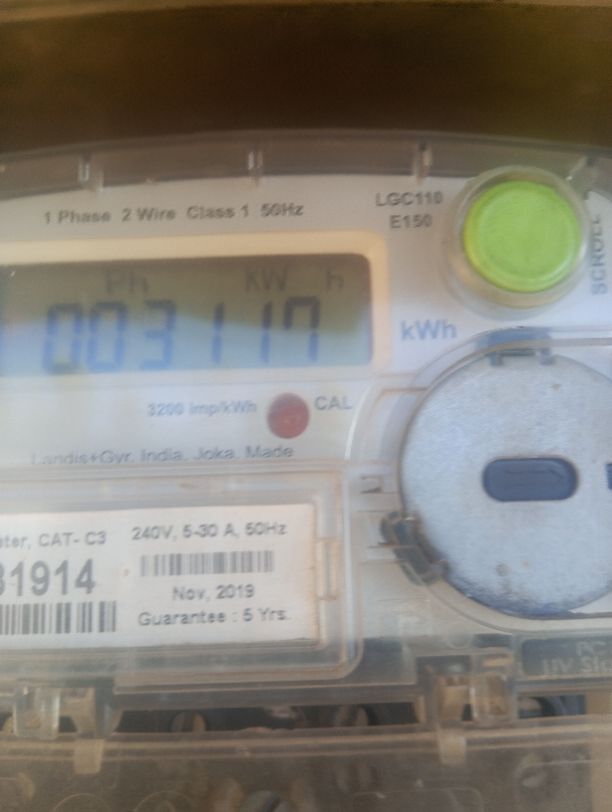 1 Phase 2 Wire Class 1 50Hz
LGC110
E150
SCROLL
Ph kW h
003117
kWh
3200 imp/kWh
CAL
Landis+Gyr, India, Joka, Made
CAT- C3
240V, 5-30 A, 50Hz
31914
Nov, 2019
Guarantee : 5 Yrs.